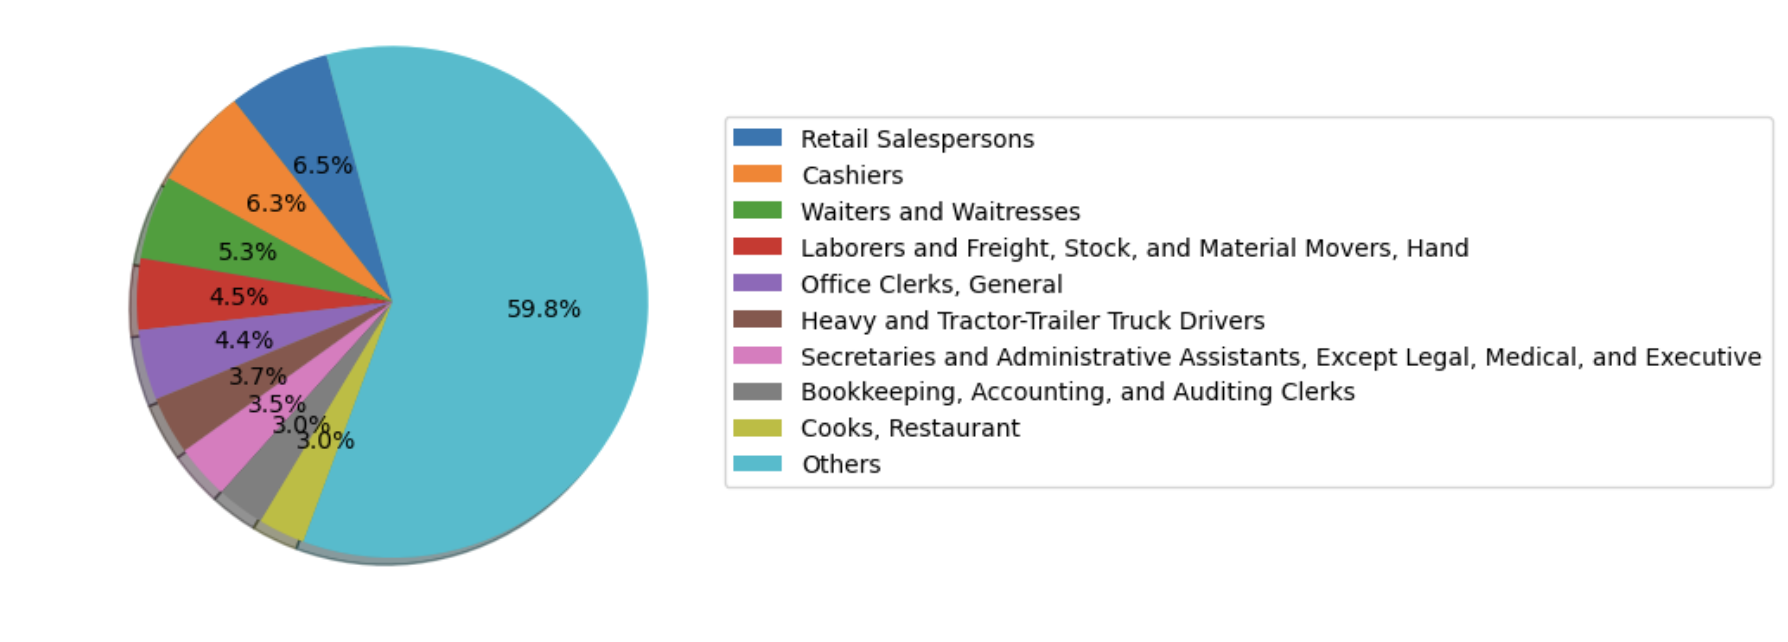 6.5%
6.3%
5.3%
4.5%
4.4%
3.7%
3.5%
3.0%
3.0%
59.8%
Retail Salespersons
Cashiers
Waiters and Waitresses
Laborers and Freight, Stock, and Material Movers, Hand
Office Clerks, General
Heavy and Tractor-Trailer Truck Drivers
Secretaries and Administrative Assistants, Except Legal, Medical, and Executive
Bookkeeping, Accounting, and Auditing Clerks
Cooks, Restaurant
Others